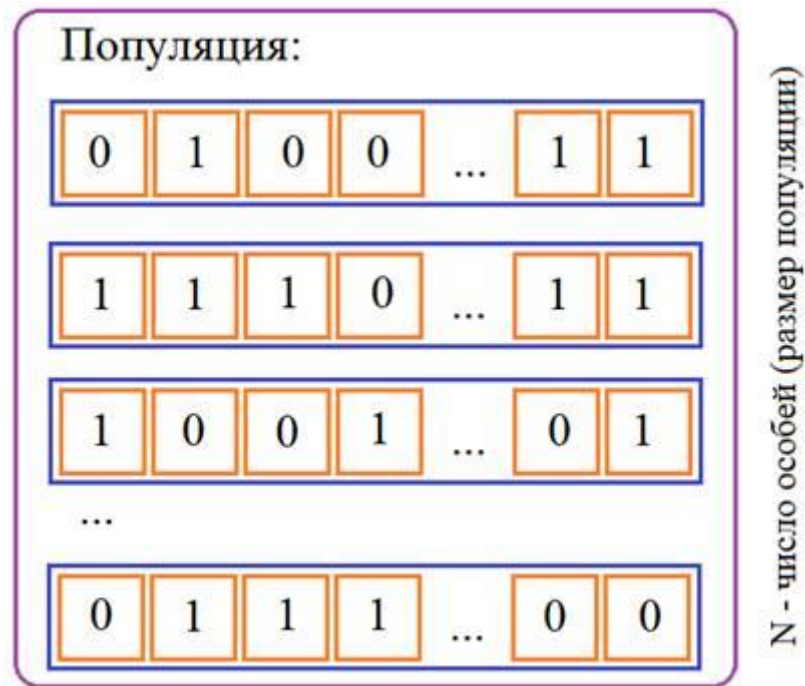 Популяция:
0 1 0 0 ... 1 1
1 1 1 0 ... 1 1
1 0 0 1 ... 0 1
...
0 1 1 1 ... 0 0
N - число особей (размер популяции)